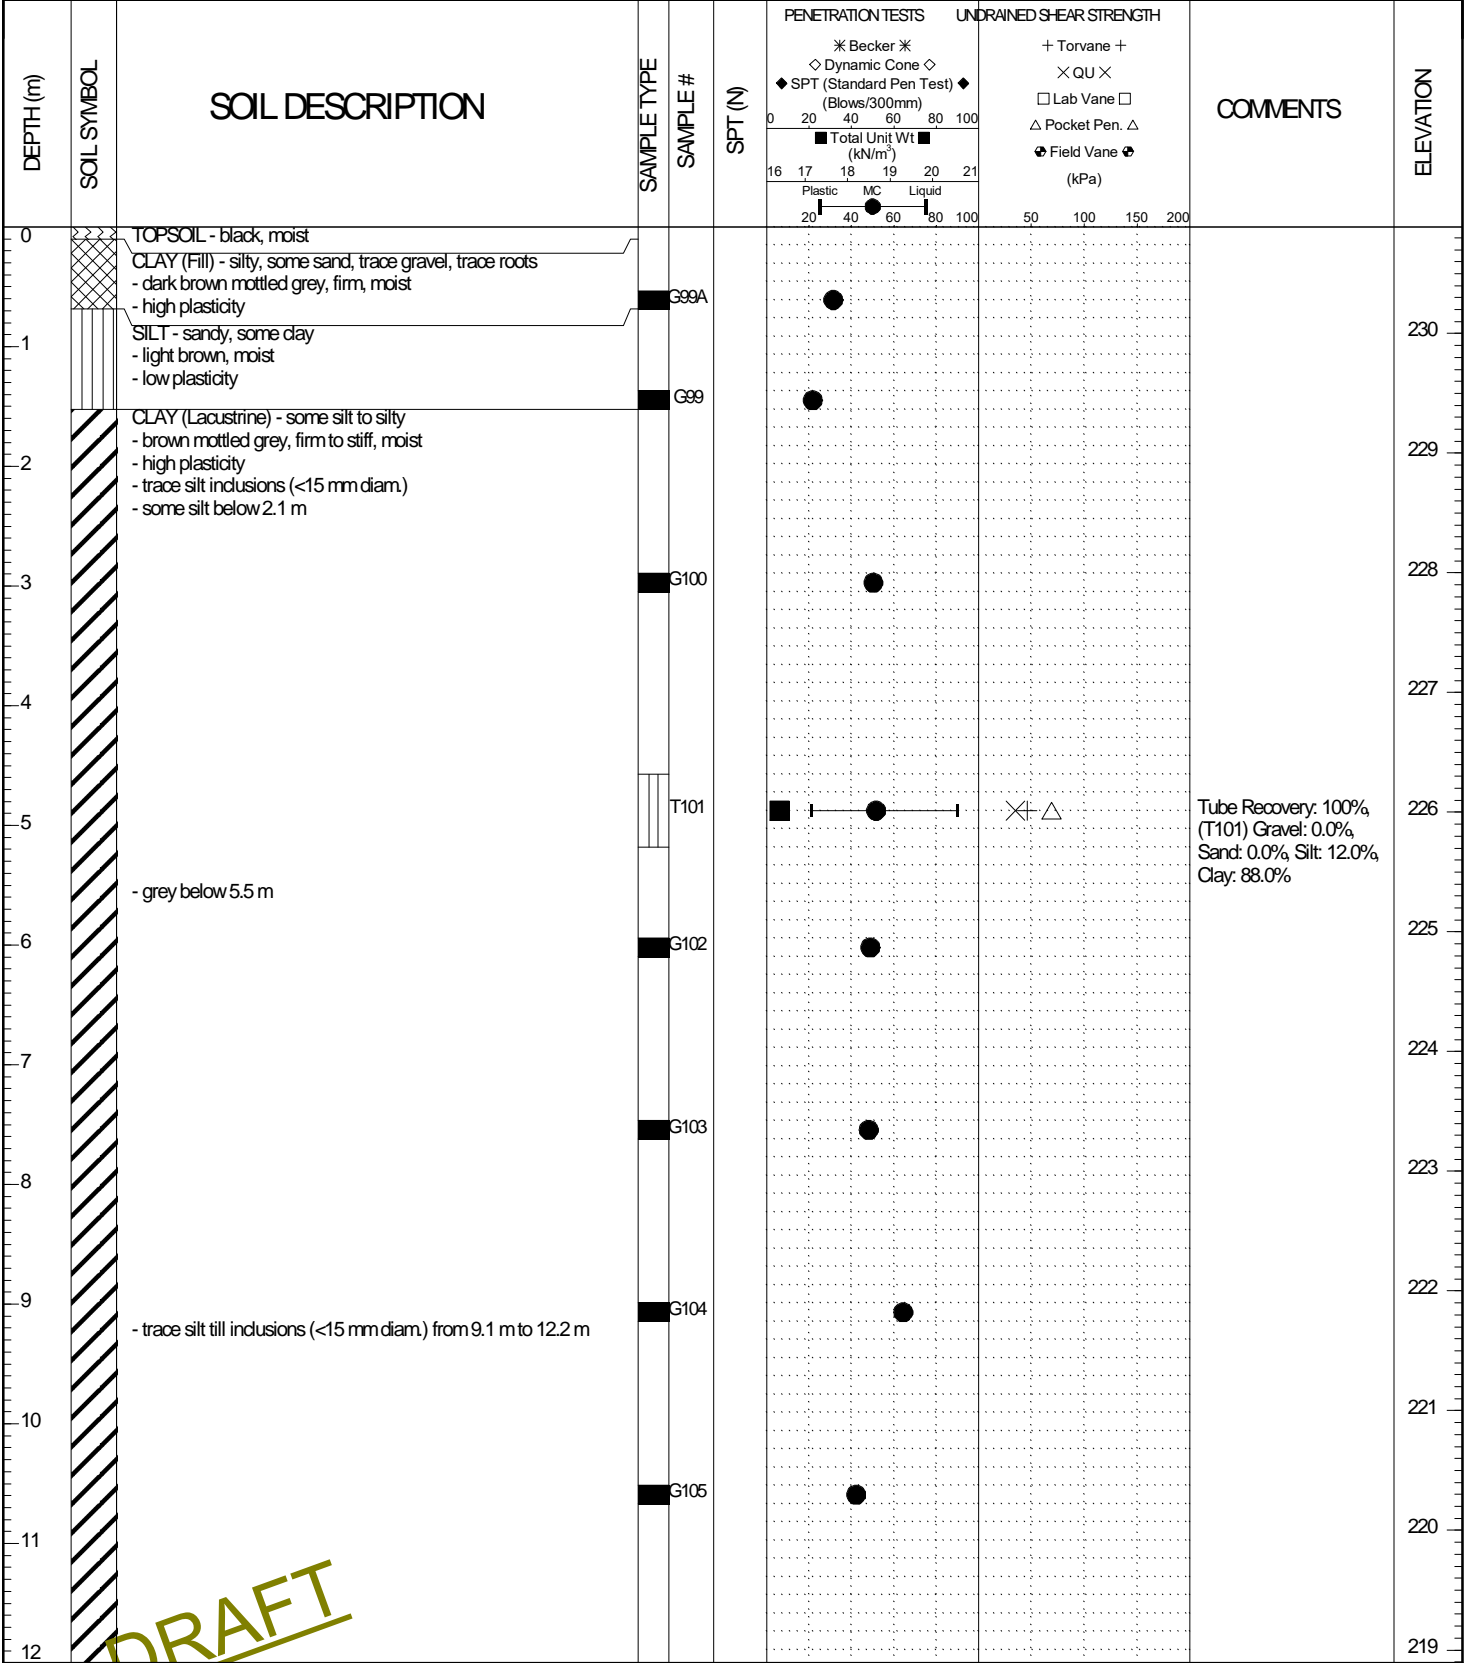 DEPTH (m)
SOIL SYMBOL
SOIL DESCRIPTION
SAMPLE TYPE
SAMPLE #
SPT (N)
PENETRATION TESTS
✳ Becker ✳
◇ Dynamic Cone ◇
◆ SPT (Standard Pen Test) ◆
(Blows/300mm)
0 20 40 60 80 100
■ Total Unit Wt ■
(kN/m³)
16 17 18 19 20 21
Plastic MC Liquid
20 40 60 80 100
UNDRAINED SHEAR STRENGTH
+ Torvane +
× QU ×
□ Lab Vane □
△ Pocket Pen. △
Field Vane
(kPa)
50 100 150 200
COMMENTS
ELEVATION
0
TOPSOIL - black, moist
CLAY (Fill) - silty, some sand, trace gravel, trace roots
- dark brown mottled grey, firm, moist
- high plasticity
G99A
SILT - sandy, some clay
230
1
- light brown, moist
- low plasticity
G99
CLAY (Lacustrine) - some silt to silty
- brown mottled grey, firm to stiff, moist
229
2
- high plasticity
- trace silt inclusions (<15 mm diam.)
- some silt below 2.1 m
228
3
G100
227
4
T101
226
5
Tube Recovery: 100%,
(T101) Gravel: 0.0%,
Sand: 0.0%, Silt: 12.0%,
Clay: 88.0%
- grey below 5.5 m
225
6
G102
224
7
G103
223
8
222
9
G104
- trace silt till inclusions (<15 mm diam.) from 9.1 m to 12.2 m
221
10
G105
220
11
DRAFT
219
12